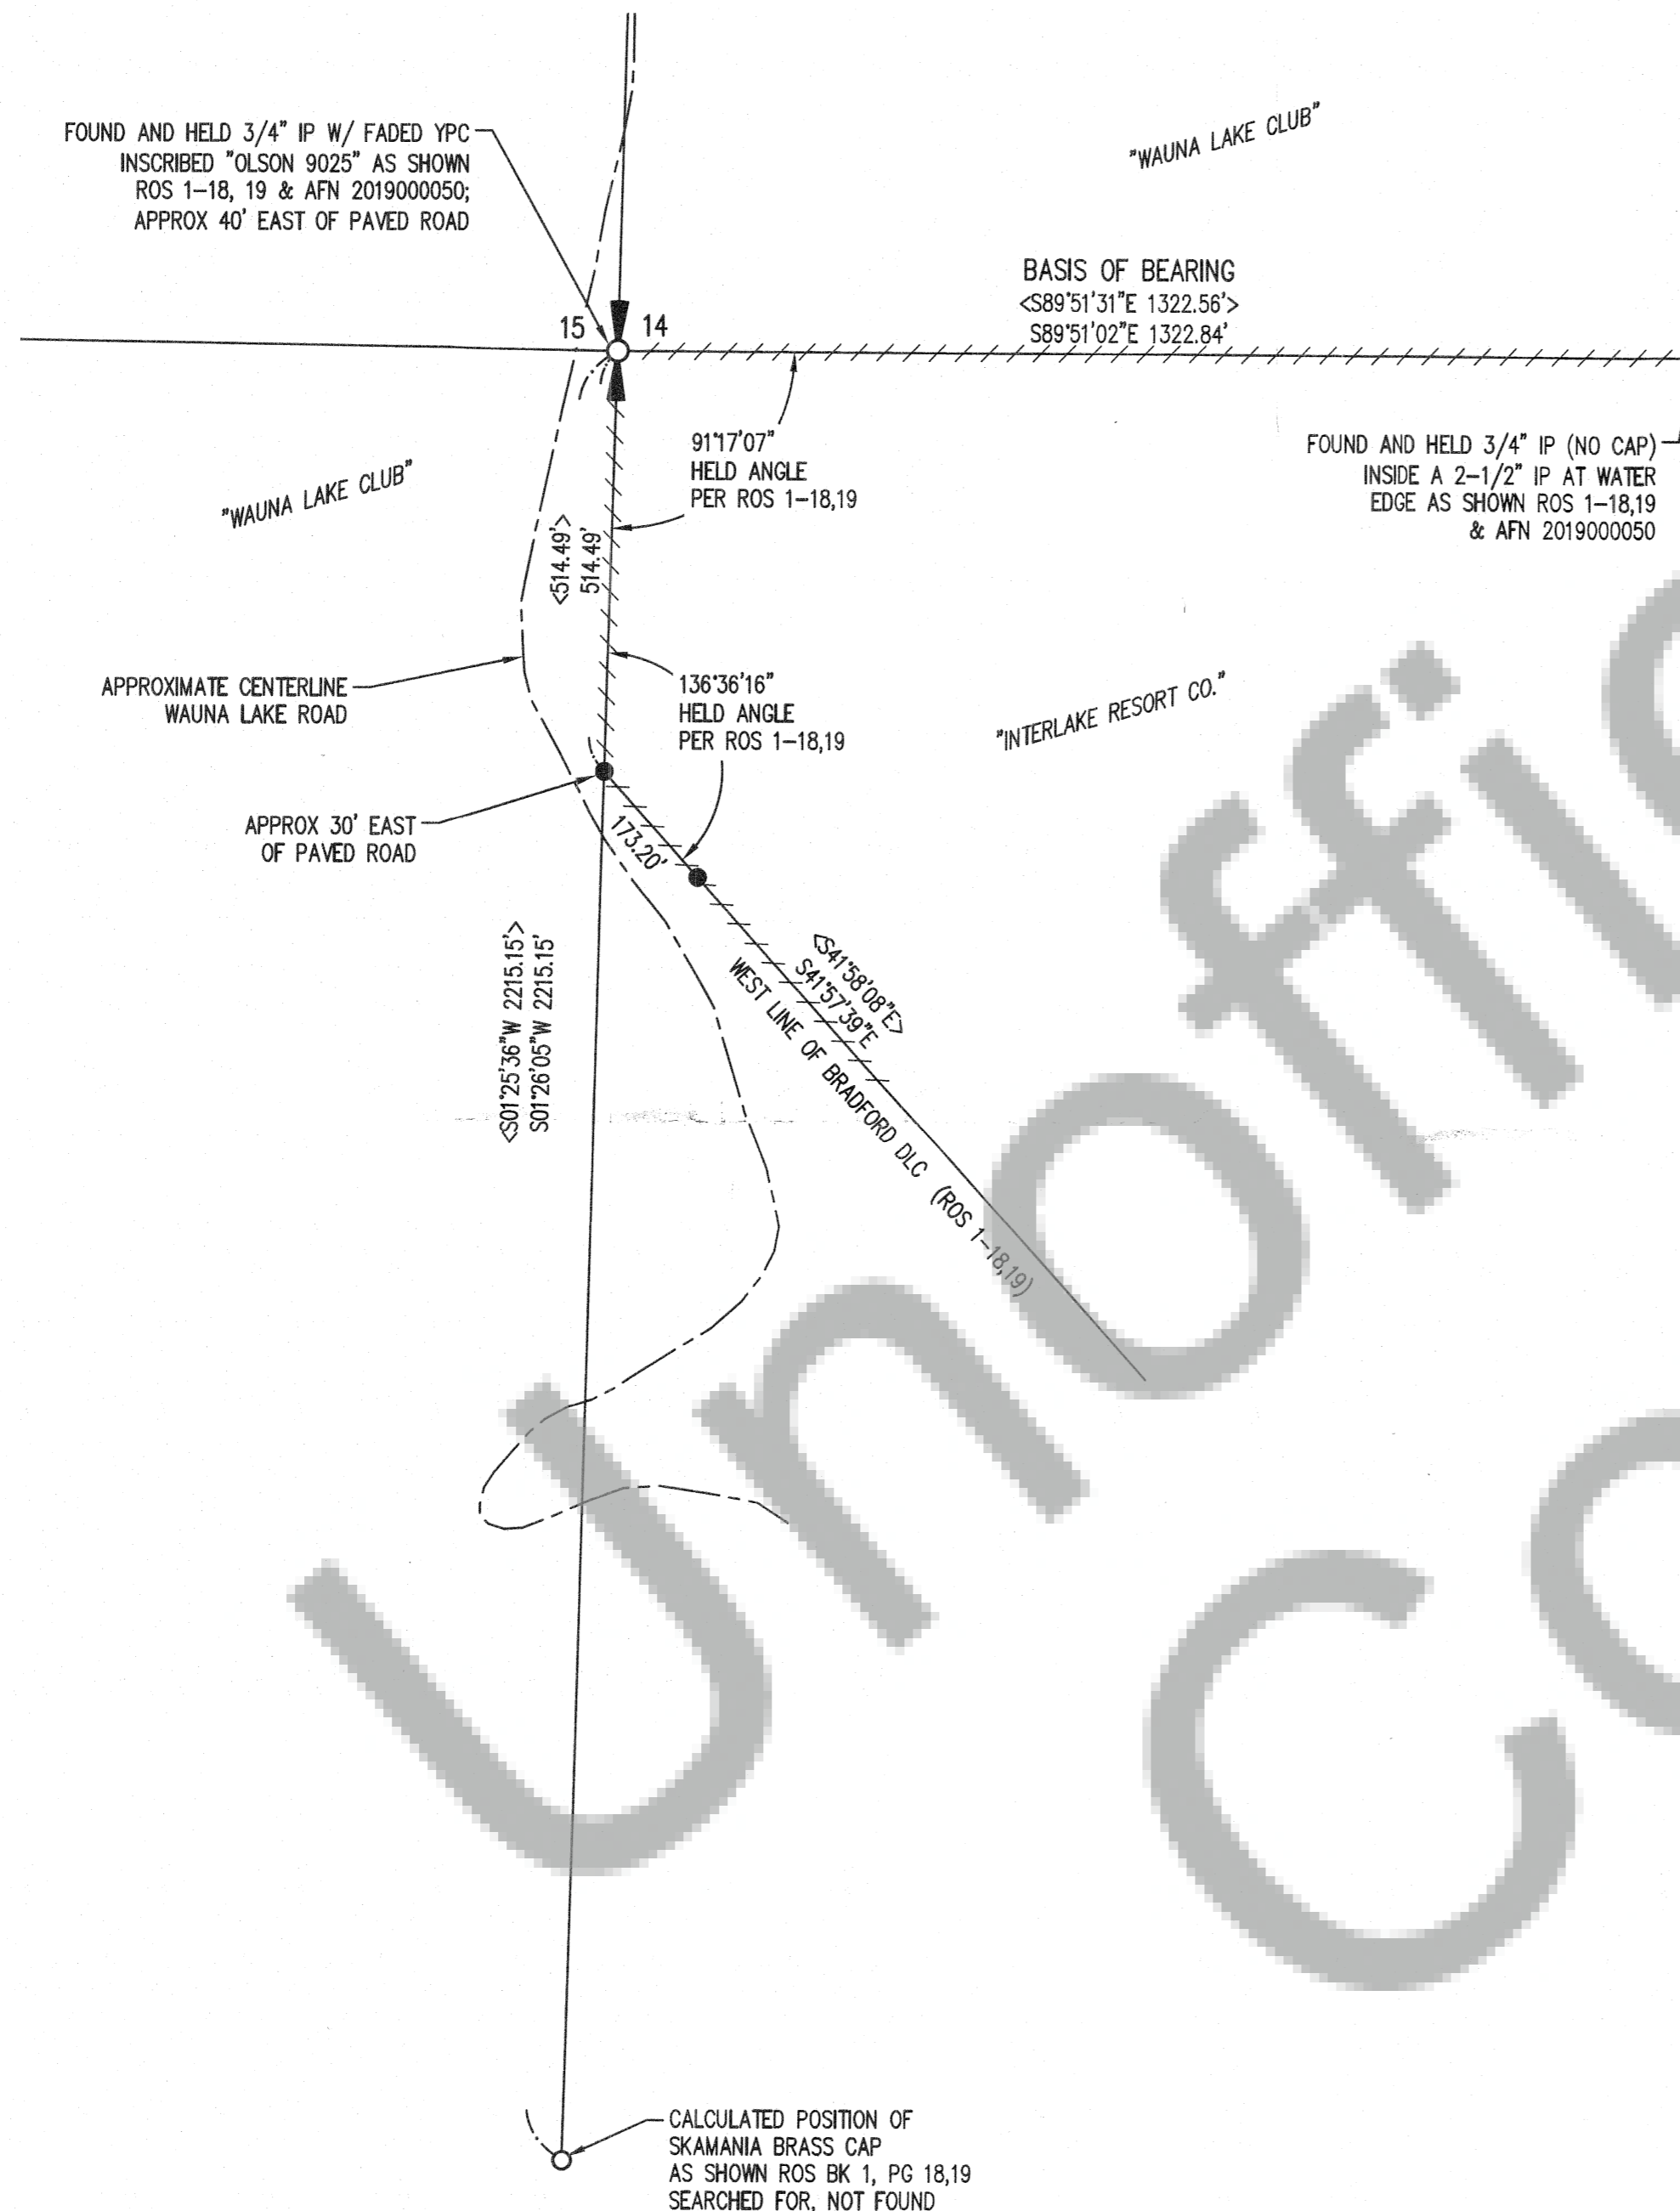 FOUND AND HELD 3/4" IP W/ FADED YPC
INSCRIBED "OLSON 9025" AS SHOWN
ROS 1-18, 19 & AFN 2019000050;
APPROX 40' EAST OF PAVED ROAD
"WAUNA LAKE CLUB"
BASIS OF BEARING
<S89°51'31"E 1322.56'>
S89°51'02"E 1322.84'
15
14
91°17'07"
HELD ANGLE
PER ROS 1-18,19
FOUND AND HELD 3/4" IP (NO CAP)
INSIDE A 2-1/2" IP AT WATER
EDGE AS SHOWN ROS 1-18,19
& AFN 2019000050
"WAUNA LAKE CLUB"
<514.49'>
514.49'
APPROXIMATE CENTERLINE
WAUNA LAKE ROAD
136°36'16"
HELD ANGLE
PER ROS 1-18,19
"INTERLAKE RESORT CO."
APPROX 30' EAST
OF PAVED ROAD
173.20'
<S41°58'08"E>
S41°57'39"E
WEST LINE OF BRADFORD DLC (ROS 1-18,19)
<S01°25'36"W 2215.15'>
S01°26'05"W 2215.15'
CALCULATED POSITION OF
SKAMANIA BRASS CAP
AS SHOWN ROS BK 1, PG 18,19
SEARCHED FOR, NOT FOUND
Unoffic
Co